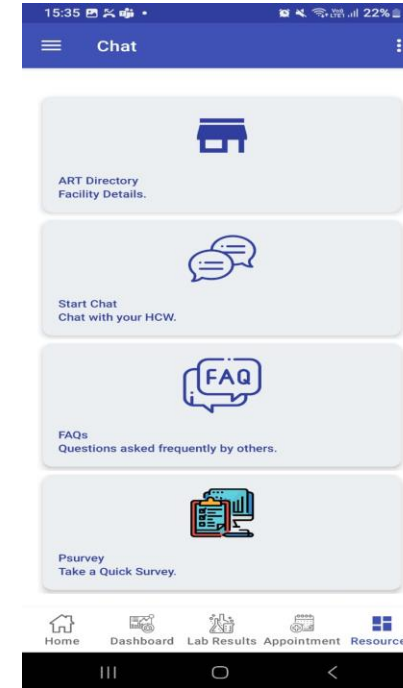 15:35
22%
Chat
ART Directory
Facility Details.
Start Chat
Chat with your HCW.
FAQ
FAQs
Questions asked frequently by others.
Psurvey
Take a Quick Survey.
Home Dashboard Lab Results Appointment Resource